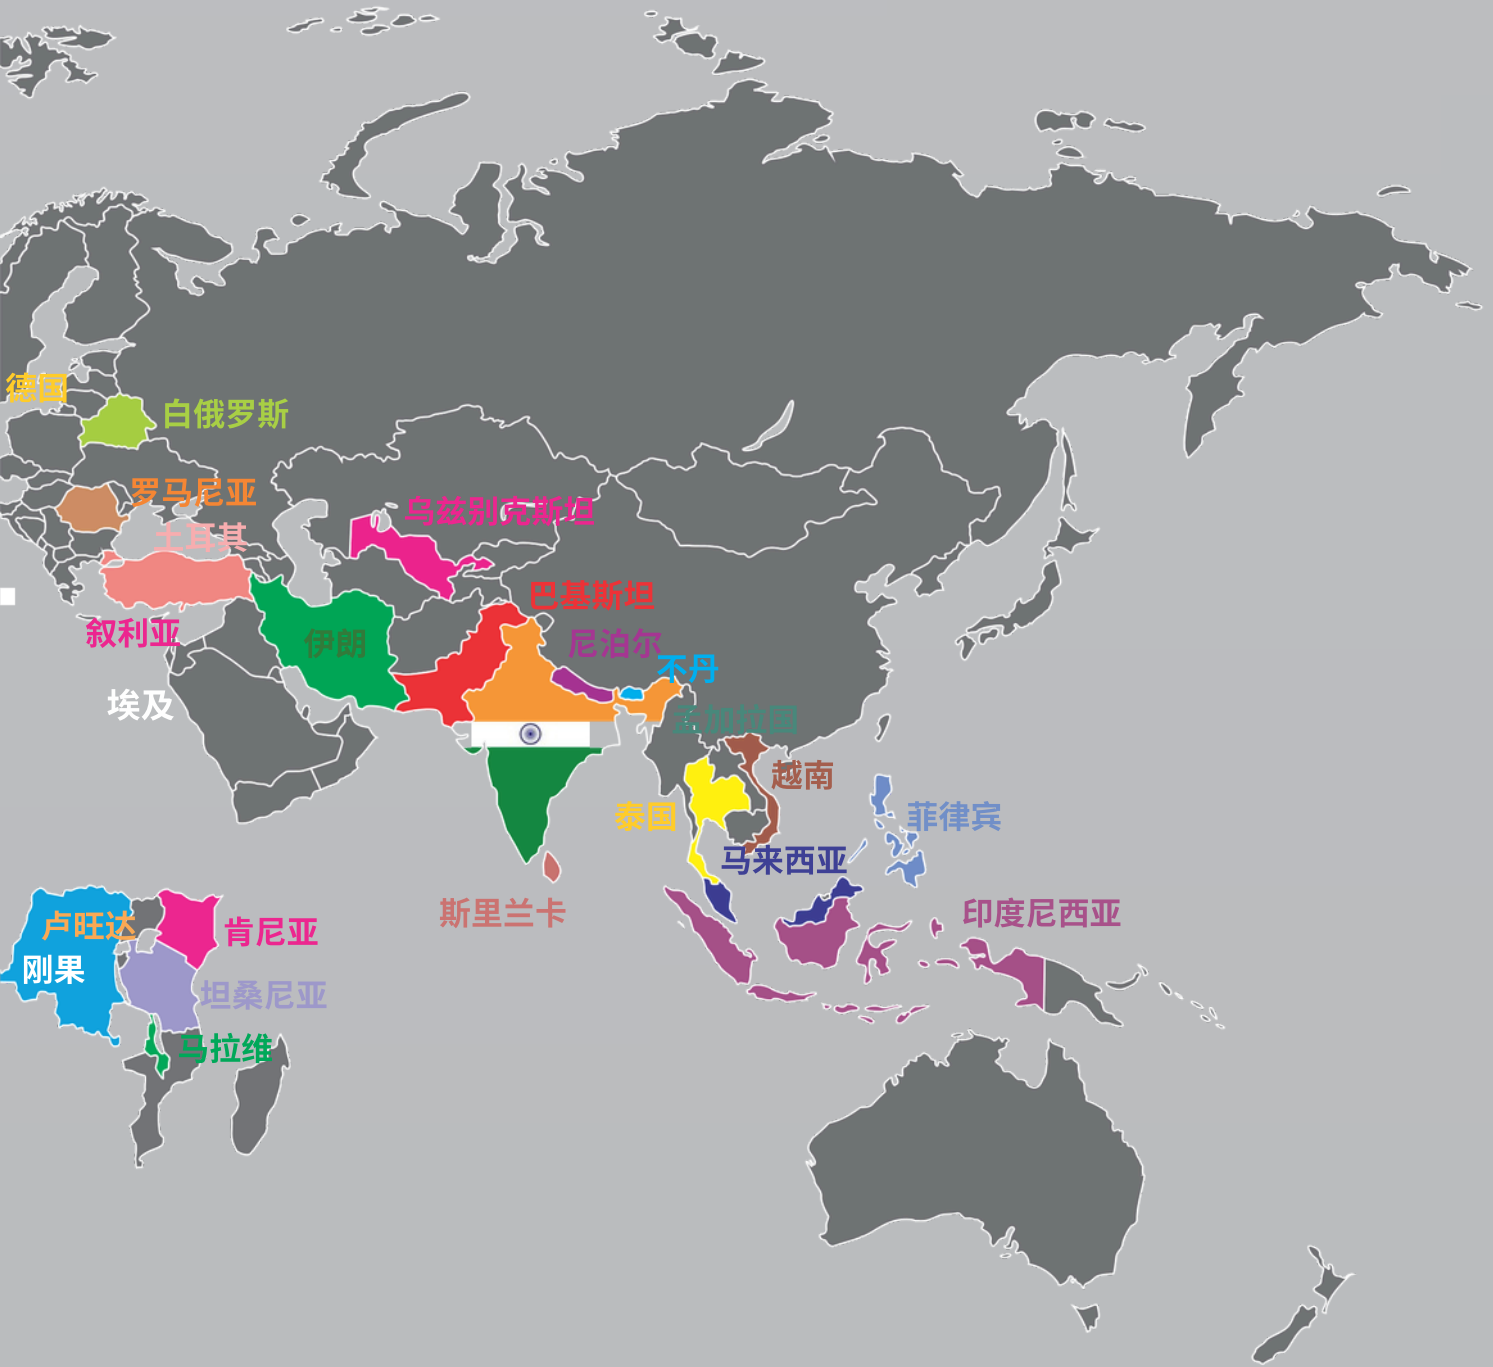 德国
白俄罗斯
罗马尼亚
乌兹别克斯坦
土耳其
巴基斯坦
叙利亚
伊朗
尼泊尔
不丹
埃及
孟加拉国
越南
泰国
菲律宾
马来西亚
斯里兰卡
印度尼西亚
卢旺达
肯尼亚
刚果
坦桑尼亚
马拉维